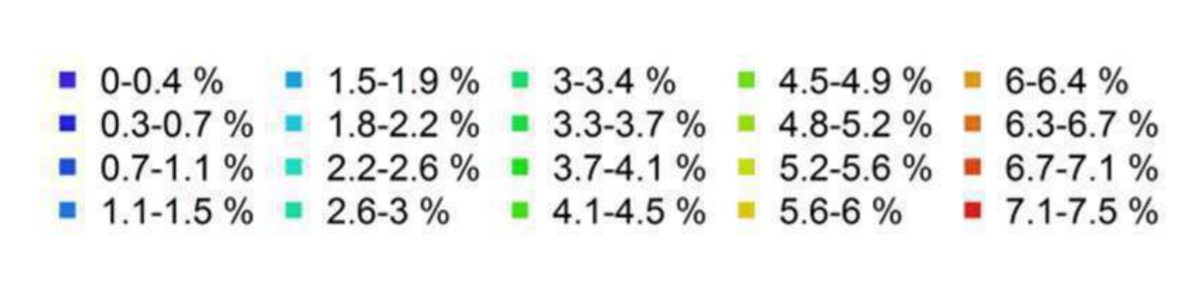 0-0.4 % 1.5-1.9 % 3-3.4 % 4.5-4.9 % 6-6.4 %
0.3-0.7 % 1.8-2.2 % 3.3-3.7 % 4.8-5.2 % 6.3-6.7 %
0.7-1.1 % 2.2-2.6 % 3.7-4.1 % 5.2-5.6 % 6.7-7.1 %
1.1-1.5 % 2.6-3 % 4.1-4.5 % 5.6-6 % 7.1-7.5 %